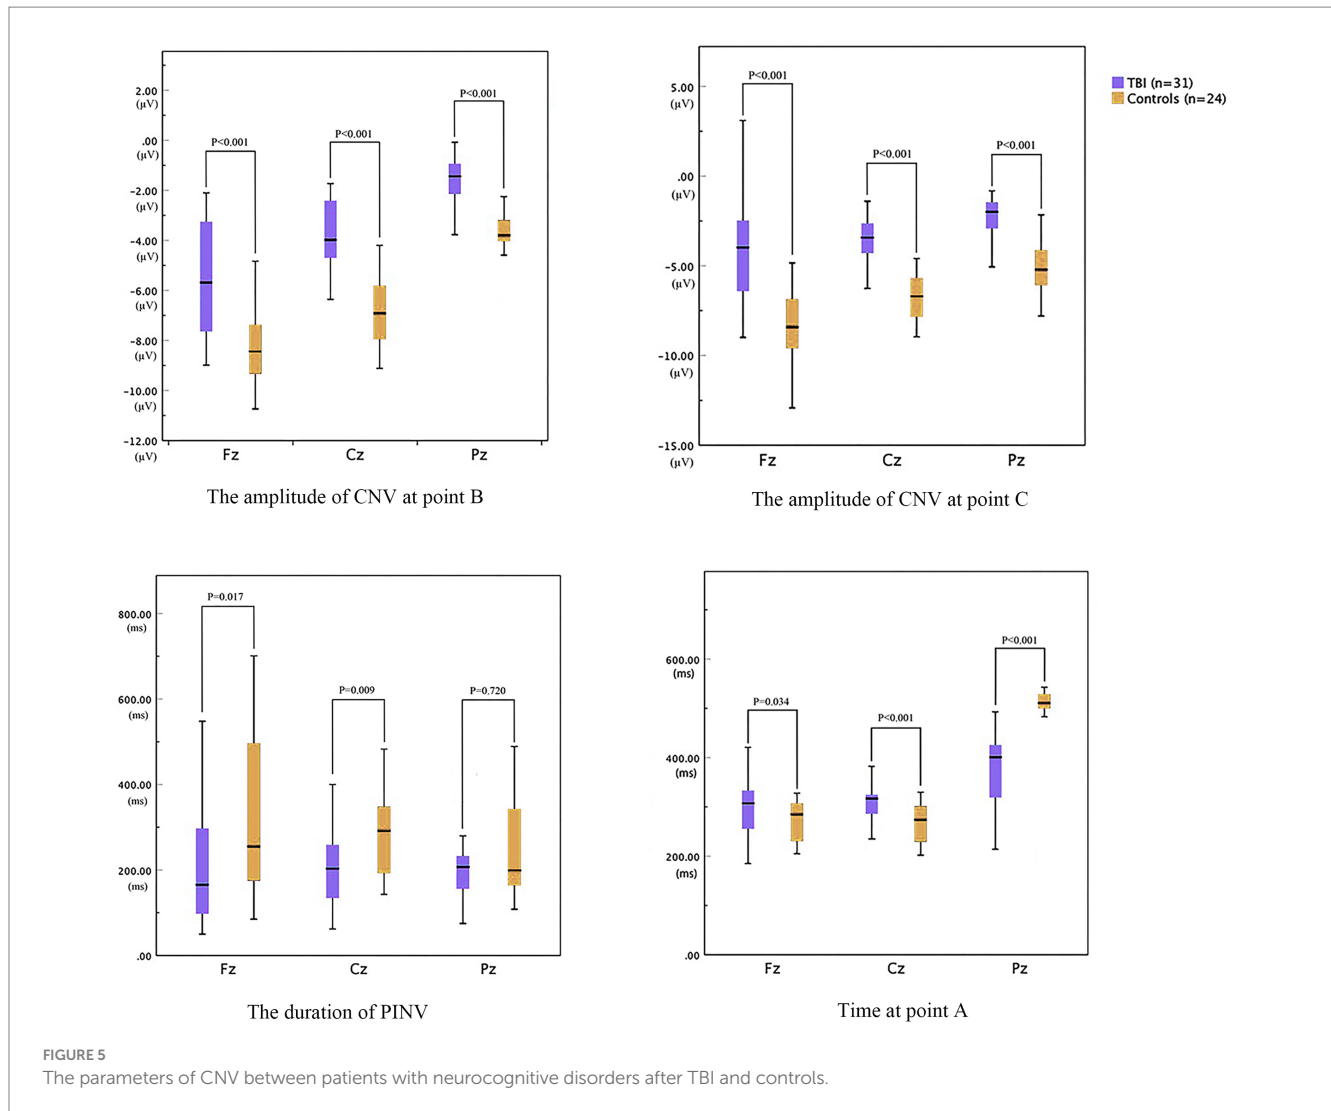 2.00
(μV)
.00
(μV)
-2.00
(μV)
-4.00
(μV)
-6.00
(μV)
-8.00
(μV)
-10.00
(μV)
-12.00
(μV)
P<0.001
P<0.001
P<0.001
Fz Cz Pz
The amplitude of CNV at point B
5.00
(μV)
.00
(μV)
-5.00
(μV)
-10.00
(μV)
-15.00
(μV)
P<0.001
P<0.001
P<0.001
Fz Cz Pz
The amplitude of CNV at point C
TBI (n=31)
Controls (n=24)
800.00
(ms)
600.00
(ms)
400.00
(ms)
200.00
(ms)
.00
P=0.017
P=0.009
P=0.720
Fz Cz Pz
The duration of PINV
600.00
(ms)
400.00
(ms)
200.00
(ms)
.00
P=0.034
P<0.001
P<0.001
Fz Cz Pz
Time at point A
FIGURE 5
The parameters of CNV between patients with neurocognitive disorders after TBI and controls.